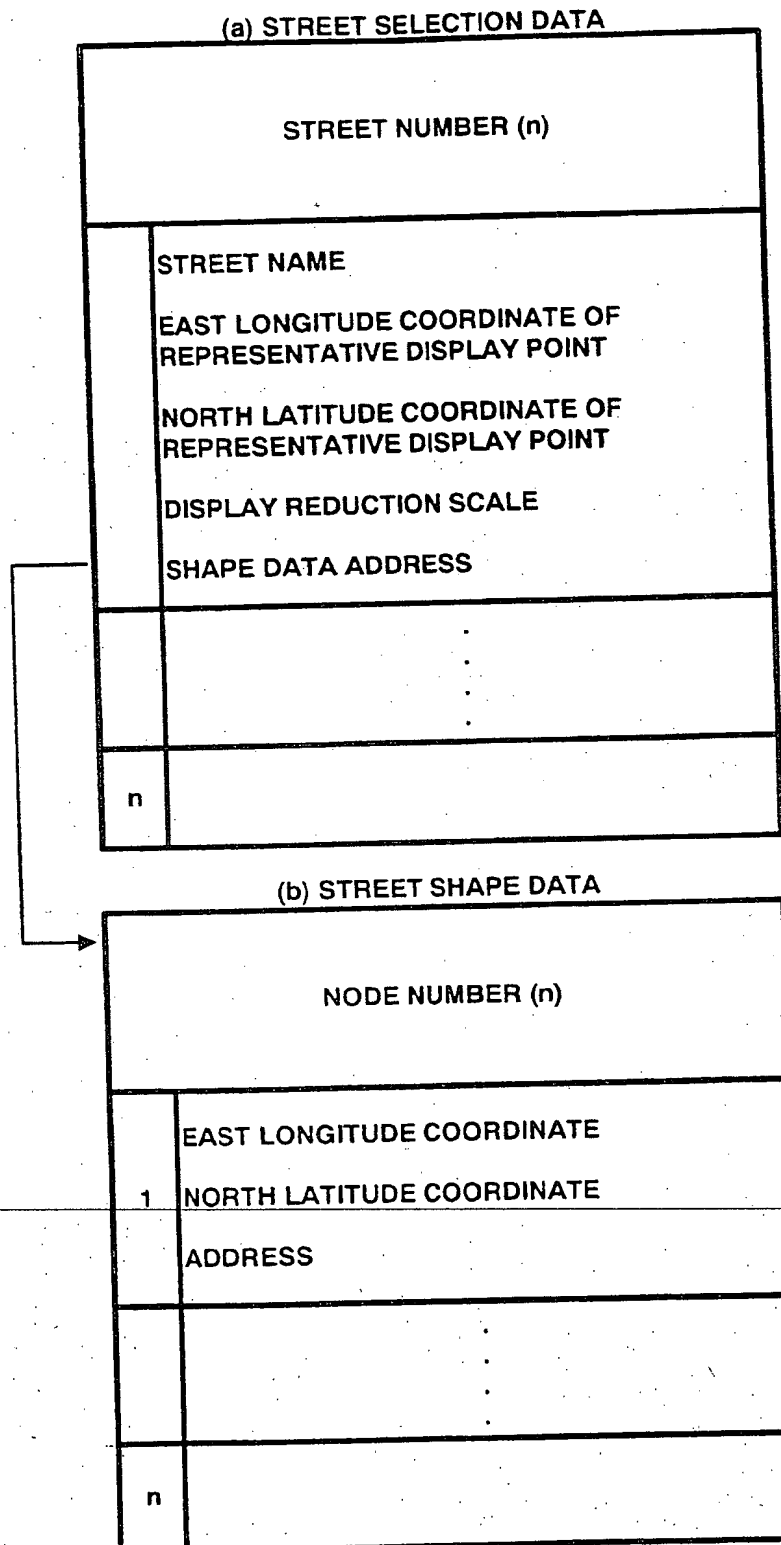 (a) STREET SELECTION DATA
STREET NUMBER (n)
STREET NAME
EAST LONGITUDE COORDINATE OF
REPRESENTATIVE DISPLAY POINT
NORTH LATITUDE COORDINATE OF
REPRESENTATIVE DISPLAY POINT
DISPLAY REDUCTION SCALE
SHAPE DATA ADDRESS
n
(b) STREET SHAPE DATA
NODE NUMBER (n)
EAST LONGITUDE COORDINATE
1 NORTH LATITUDE COORDINATE
ADDRESS
n